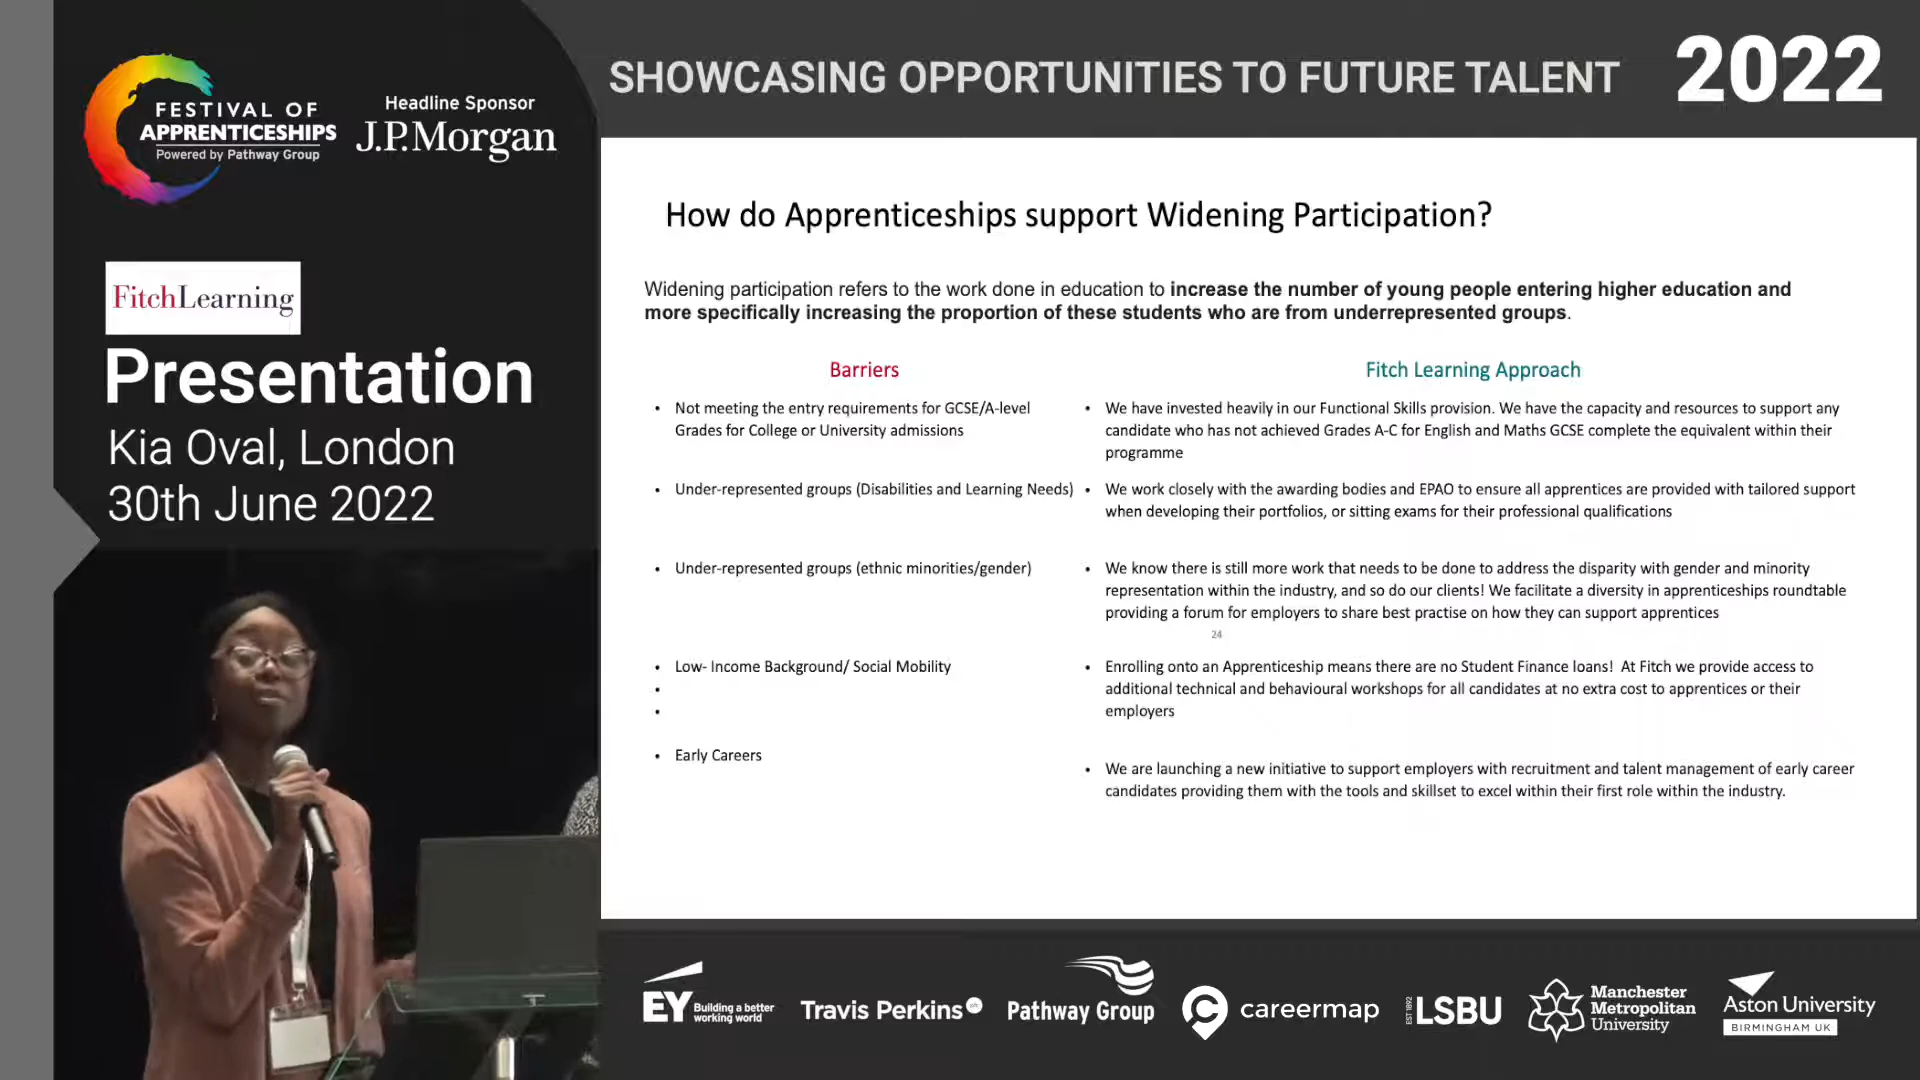 FESTIVAL OF
APPRENTICESHIPS
Powered by Pathway Group
Headline Sponsor
J.P.Morgan
SHOWCASING OPPORTUNITIES TO FUTURE TALENT 2022
FitchLearning
Presentation
Kia Oval, London
30th June 2022
How do Apprenticeships support Widening Participation?
Widening participation refers to the work done in education to increase the number of young people entering higher education and
more specifically increasing the proportion of these students who are from underrepresented groups.
Barriers
• Not meeting the entry requirements for GCSE/A-level
Grades for College or University admissions
• Under-represented groups (Disabilities and Learning Needs)
• Under-represented groups (ethnic minorities/gender)
• Low- Income Background/ Social Mobility
•
•
• Early Careers
Fitch Learning Approach
• We have invested heavily in our Functional Skills provision. We have the capacity and resources to support any
candidate who has not achieved Grades A-C for English and Maths GCSE complete the equivalent within their
programme
• We work closely with the awarding bodies and EPAO to ensure all apprentices are provided with tailored support
when developing their portfolios, or sitting exams for their professional qualifications
• We know there is still more work that needs to be done to address the disparity with gender and minority
representation within the industry, and so do our clients! We facilitate a diversity in apprenticeships roundtable
providing a forum for employers to share best practise on how they can support apprentices
24
• Enrolling onto an Apprenticeship means there are no Student Finance loans!  At Fitch we provide access to
additional technical and behavioural workshops for all candidates at no extra cost to apprentices or their
employers
• We are launching a new initiative to support employers with recruitment and talent management of early career
candidates providing them with the tools and skillset to excel within their first role within the industry.
EY
Building a better
working world
Travis Perkins plc
Pathway Group
careermap
EST 1892
LSBU
Manchester
Metropolitan
University
Aston University
BIRMINGHAM UK